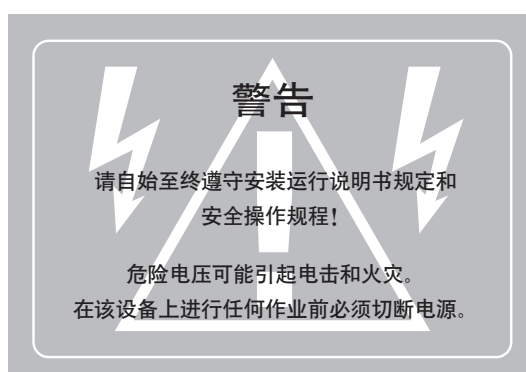 警告
请自始至终遵守安装运行说明书规定和
安全操作规程！
危险电压可能引起电击和火灾。
在该设备上进行任何作业前必须切断电源。